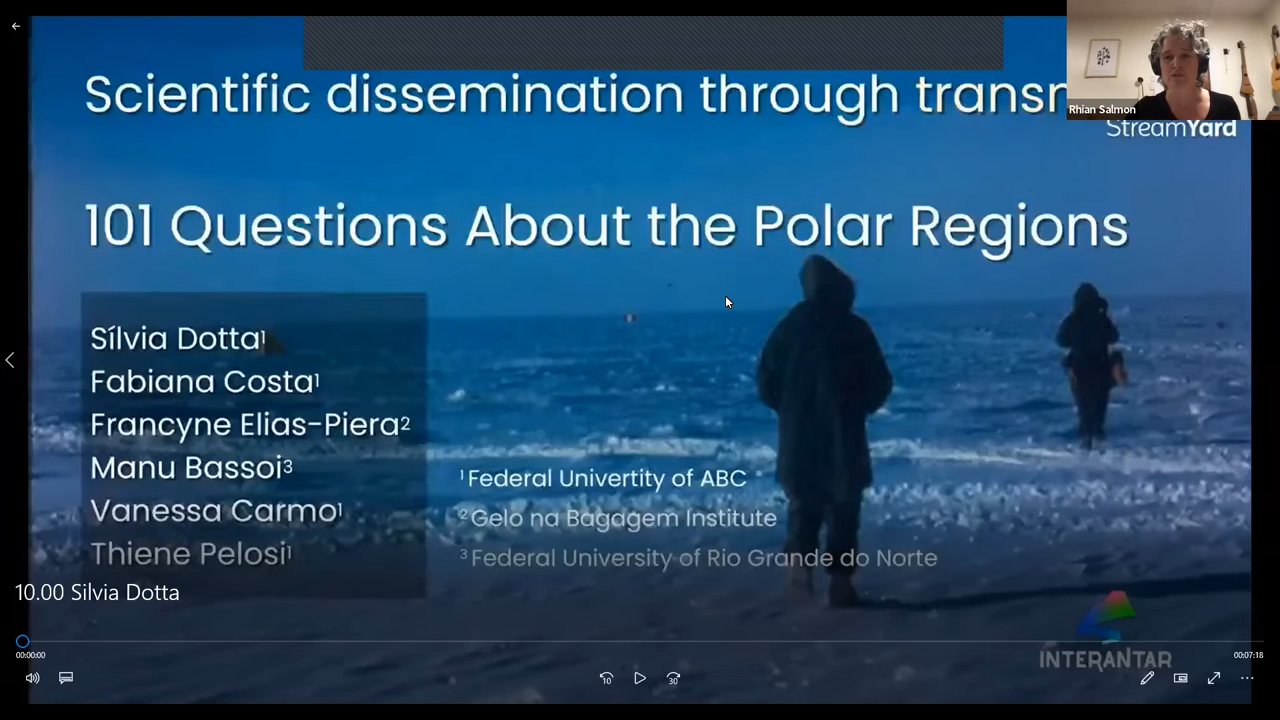 Scientific dissemination through
Rhian Salmon
StreamYard
101 Questions About the Polar Regions
Sílvia Dotta¹
Fabiana Costa¹
Francyne Elias-Piera²
Manu Bassoi³
Vanessa Carmo¹
Thiene Pelosi¹
¹ Federal Univertity of ABC
² Gelo na Bagagem Institute
³ Federal University of Rio Grande do Norte
10.00 Silvia Dotta
INTERANTAR
00:00:00
00:07:18
10
30